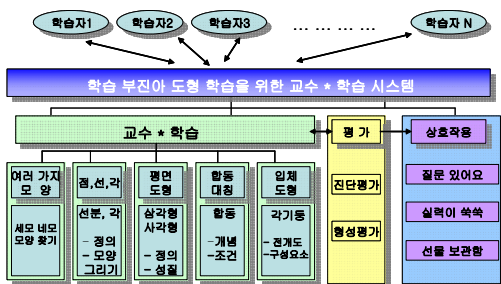 학습자1 학습자2 학습자3 ... ... ... ... 학습자 N
학습 부진아 도형 학습을 위한 교수 * 학습 시스템
교수 * 학습
평 가
상호작용
여러 가지
모 양
세모 네모
모양 찾기
점,선,각
선분, 각
- 정의
- 모양
그리기
평면
도형
삼각형
사각형
- 정의
- 성질
합동
대칭
합동
-개념
-조건
입체
도형
각기둥
- 전개도
-구성요소
진단평가
형성평가
질문 있어요
실력이 쑥쑥
선물 보관함